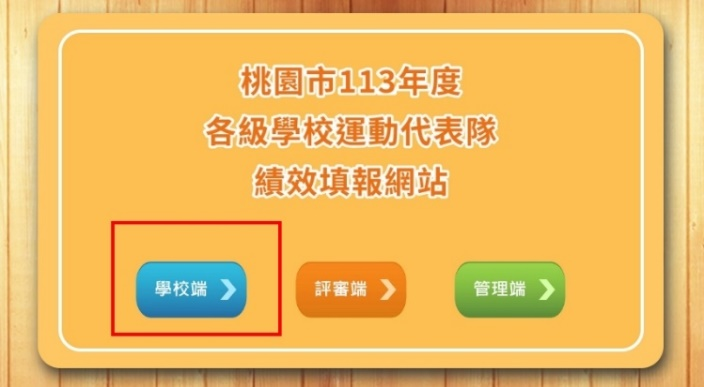 桃園市113年度
各級學校運動代表隊
績效填報網站
學校端
評審端
管理端